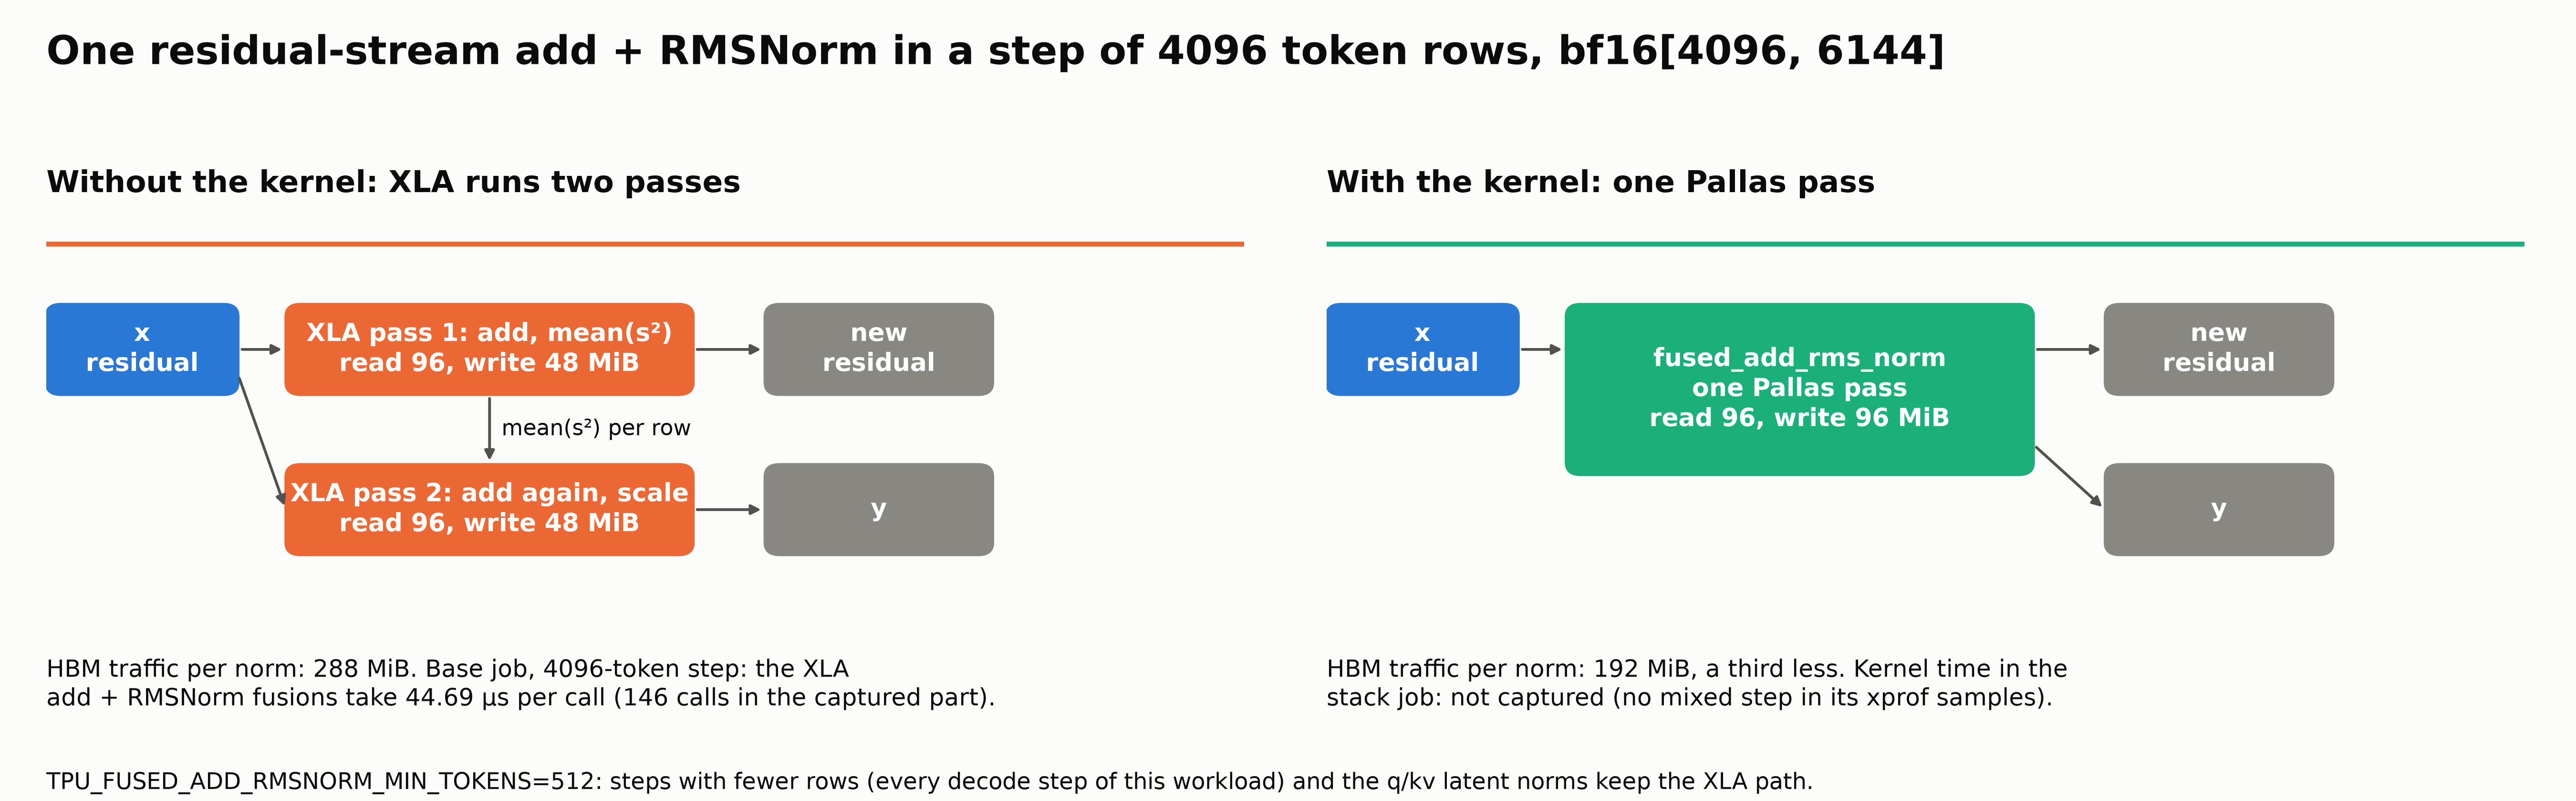 One residual-stream add + RMSNorm in a step of 4096 token rows, bf16[4096, 6144]
Without the kernel: XLA runs two passes
x
residual
XLA pass 1: add, mean(s²)
read 96, write 48 MiB
new
residual
mean(s²) per row
XLA pass 2: add again, scale
read 96, write 48 MiB
y
HBM traffic per norm: 288 MiB. Base job, 4096-token step: the XLA
add + RMSNorm fusions take 44.69 µs per call (146 calls in the captured part).
With the kernel: one Pallas pass
x
residual
fused_add_rms_norm
one Pallas pass
read 96, write 96 MiB
new
residual
y
HBM traffic per norm: 192 MiB, a third less. Kernel time in the
stack job: not captured (no mixed step in its xprof samples).
TPU_FUSED_ADD_RMSNORM_MIN_TOKENS=512: steps with fewer rows (every decode step of this workload) and the q/kv latent norms keep the XLA path.